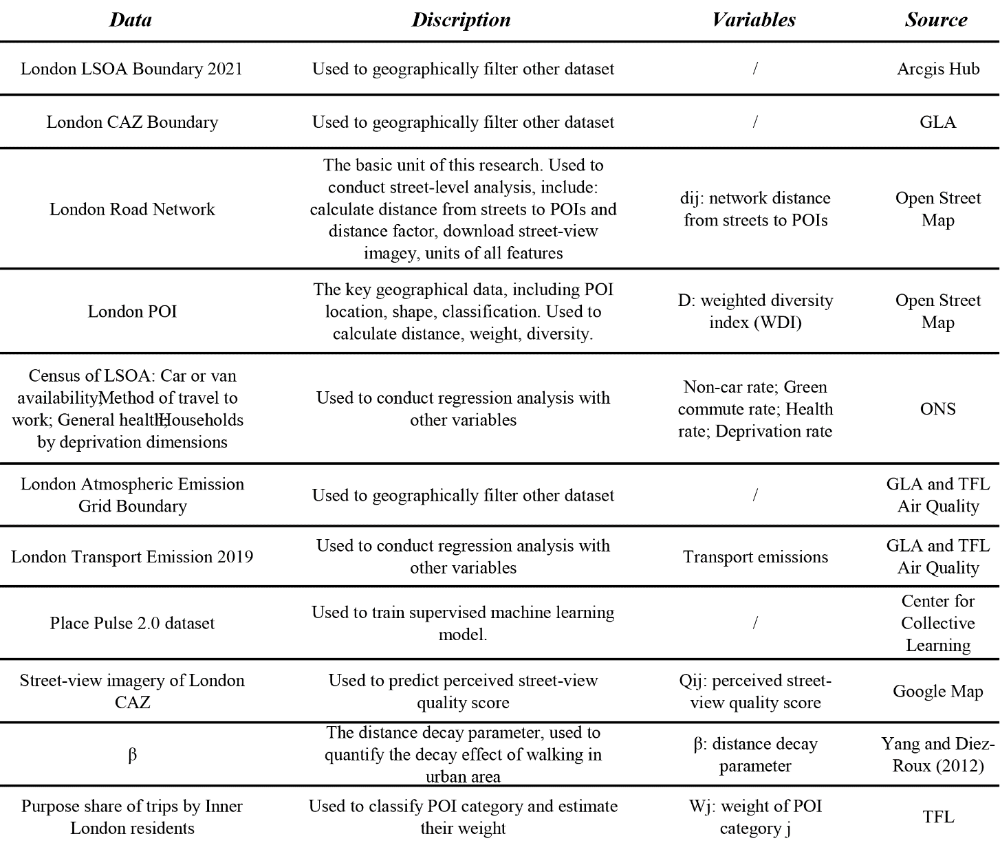 Data Discription Variables Source
London LSOA Boundary 2021 Used to geographically filter other dataset / Arcgis Hub
London CAZ Boundary Used to geographically filter other dataset / GLA
London Road Network
The basic unit of this research. Used to
conduct street-level analysis, include:
calculate distance from streets to POIs and
distance factor, download street-view
imagey, units of all features
dij: network distance
from streets to POIs
Open Street
Map
London POI
The key geographical data, including POI
location, shape, classification. Used to
calculate distance, weight, diversity.
D: weighted diversity
index (WDI)
Open Street
Map
Census of LSOA: Car or van
availability;Method of travel to
work; General health;Households
by deprivation dimensions
Used to conduct regression analysis with
other variables
Non-car rate; Green
commute rate; Health
rate; Deprivation rate
ONS
London Atmospheric Emission
Grid Boundary
Used to geographically filter other dataset
/
GLA and TFL
Air Quality
London Transport Emission 2019
Used to conduct regression analysis with
other variables
Transport emissions
GLA and TFL
Air Quality
Place Pulse 2.0 dataset
Used to train supervised machine learning
model.
/
Center for
Collective
Learning
Street-view imagery of London
CAZ
Used to predict perceived street-view
quality score
Qij: perceived street-
view quality score
Google Map
β
The distance decay parameter, used to
quantify the decay effect of walking in
urban area
β: distance decay
parameter
Yang and Diez-
Roux (2012)
Purpose share of trips by Inner
London residents
Used to classify POI category and estimate
their weight
Wj: weight of POI
category j
TFL